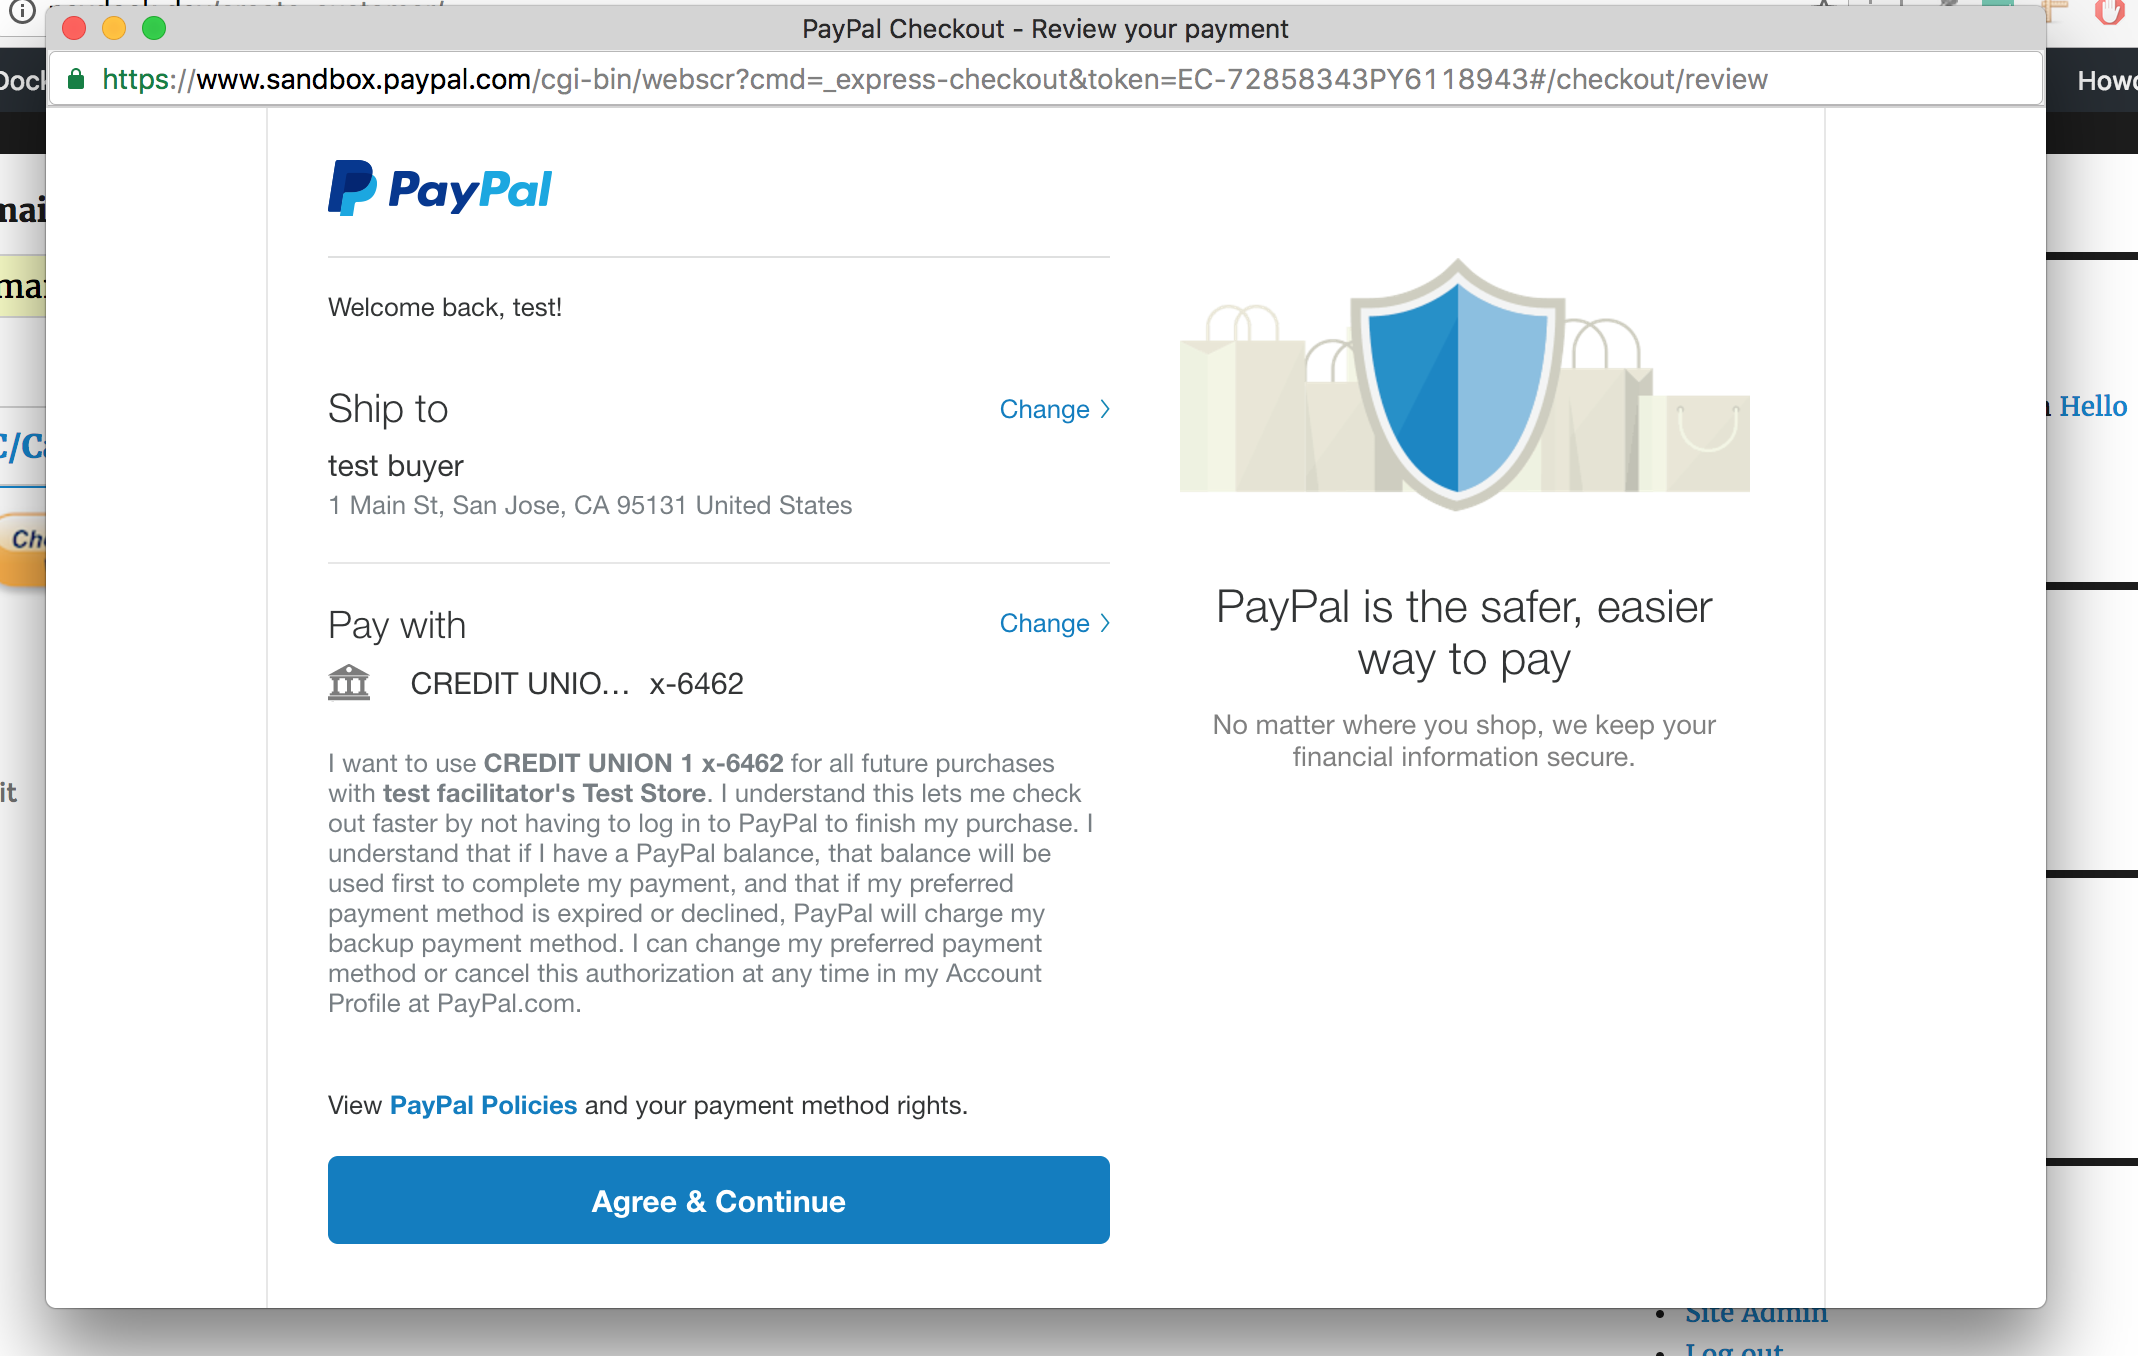 PayPal Checkout - Review your payment
https://www.sandbox.paypal.com/cgi-bin/webscr?cmd=_express-checkout&token=EC-72858343PY6118943#/checkout/review
PayPal
Welcome back, test!
Ship to
Change
test buyer
1 Main St, San Jose, CA 95131 United States
Pay with
Change
CREDIT UNIO... x-6462
I want to use CREDIT UNION 1 x-6462 for all future purchases
with test facilitator's Test Store. I understand this lets me check
out faster by not having to log in to PayPal to finish my purchase. I
understand that if I have a PayPal balance, that balance will be
used first to complete my payment, and that if my preferred
payment method is expired or declined, PayPal will charge my
backup payment method. I can change my preferred payment
method or cancel this authorization at any time in my Account
Profile at PayPal.com.
View PayPal Policies and your payment method rights.
Agree & Continue
PayPal is the safer, easier
way to pay
No matter where you shop, we keep your
financial information secure.
Hello
it
Site Admin
Log out